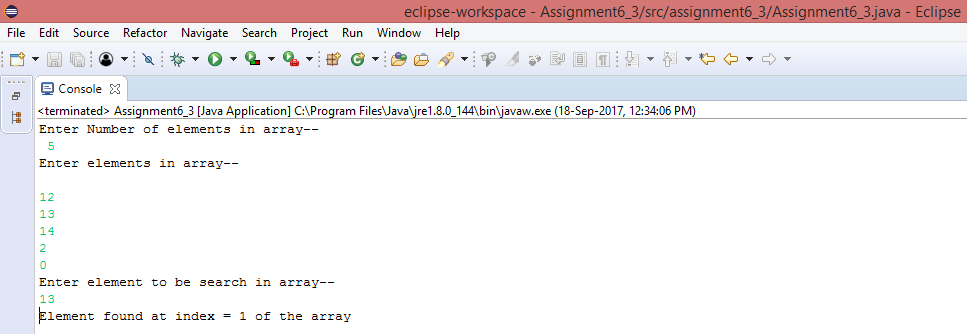 eclipse-workspace - Assignment6_3/src/assignment6_3/Assignment6_3.java - Eclipse
File Edit Source Refactor Navigate Search Project Run Window Help
Console
<terminated> Assignment6_3 [Java Application] C:\Program Files\Java\jre1.8.0_144\bin\javaw.exe (18-Sep-2017, 12:34:06 PM)
Enter Number of elements in array--
5
Enter elements in array--
12
13
14
2
0
Enter element to be search in array--
13
Element found at index = 1 of the array